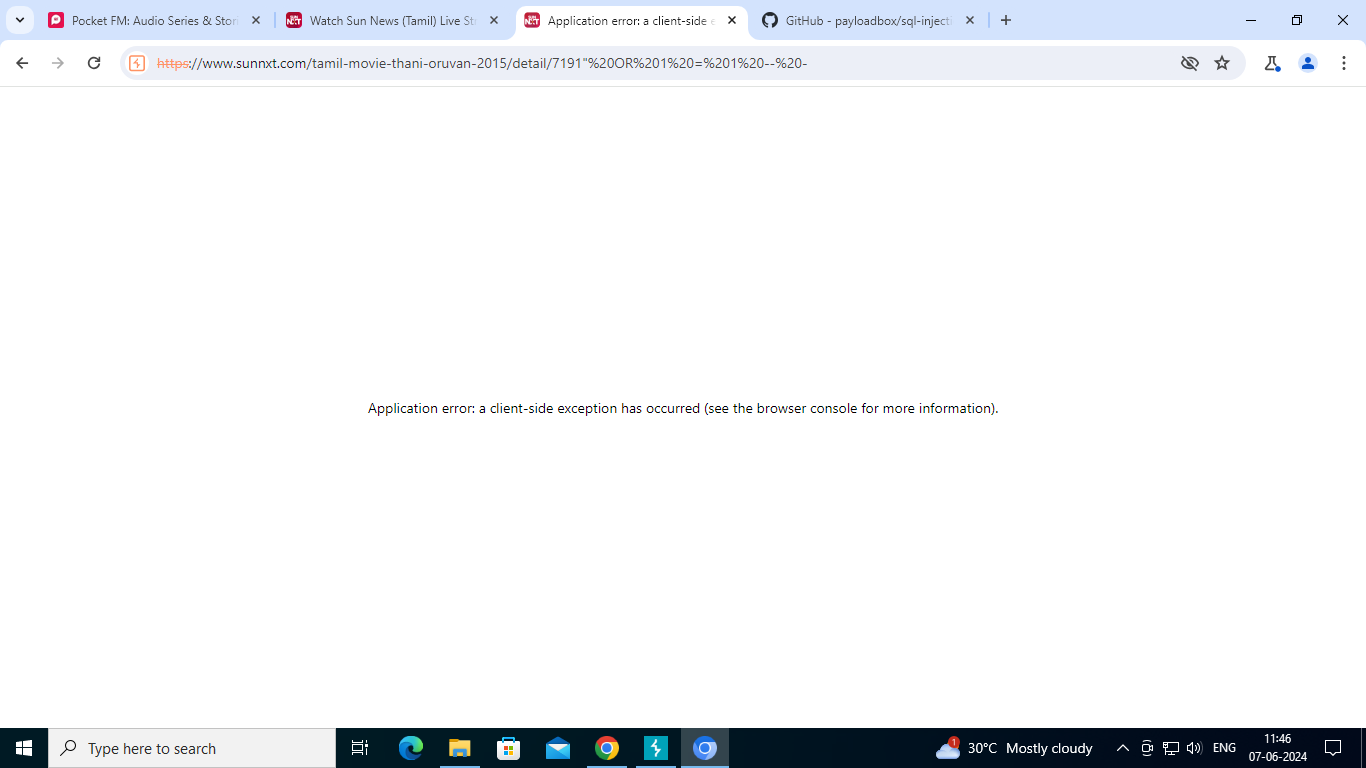 Pocket FM: Audio Series & Stori
Watch Sun News (Tamil) Live Str
Application error: a client-side e
GitHub - payloadbox/sql-injecti
https://www.sunnxt.com/tamil-movie-thani-oruvan-2015/detail/7191"%20OR%201%20=%201%20--%20-
Application error: a client-side exception has occurred (see the browser console for more information).
Type here to search
1
30°C Mostly cloudy
ENG
11:46
07-06-2024